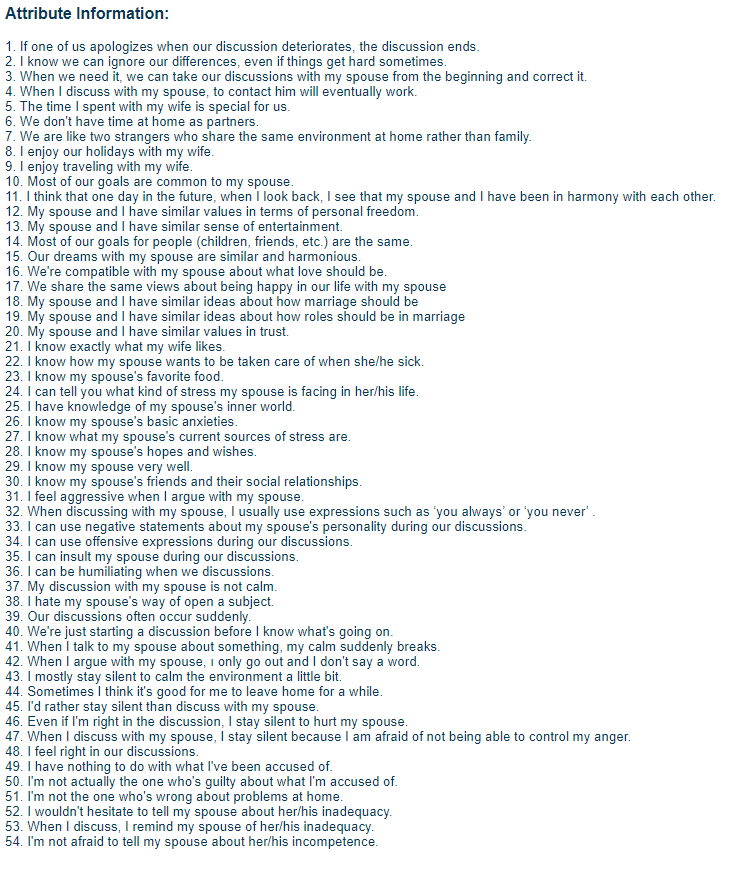 Attribute Information:
1. If one of us apologizes when our discussion deteriorates, the discussion ends.
2. I know we can ignore our differences, even if things get hard sometimes.
3. When we need it, we can take our discussions with my spouse from the beginning and correct it.
4. When I discuss with my spouse, to contact him will eventually work.
5. The time I spent with my wife is special for us.
6. We don't have time at home as partners.
7. We are like two strangers who share the same environment at home rather than family.
8. I enjoy our holidays with my wife.
9. I enjoy traveling with my wife.
10. Most of our goals are common to my spouse.
11. I think that one day in the future, when I look back, I see that my spouse and I have been in harmony with each other.
12. My spouse and I have similar values in terms of personal freedom.
13. My spouse and I have similar sense of entertainment.
14. Most of our goals for people (children, friends, etc.) are the same.
15. Our dreams with my spouse are similar and harmonious.
16. We're compatible with my spouse about what love should be.
17. We share the same views about being happy in our life with my spouse
18. My spouse and I have similar ideas about how marriage should be
19. My spouse and I have similar ideas about how roles should be in marriage
20. My spouse and I have similar values in trust.
21. I know exactly what my wife likes.
22. I know how my spouse wants to be taken care of when she/he sick.
23. I know my spouse's favorite food.
24. I can tell you what kind of stress my spouse is facing in her/his life.
25. I have knowledge of my spouse's inner world.
26. I know my spouse's basic anxieties.
27. I know what my spouse's current sources of stress are.
28. I know my spouse's hopes and wishes.
29. I know my spouse very well.
30. I know my spouse's friends and their social relationships.
31. I feel aggressive when I argue with my spouse.
32. When discussing with my spouse, I usually use expressions such as ‘you always’ or ‘you never’ .
33. I can use negative statements about my spouse's personality during our discussions.
34. I can use offensive expressions during our discussions.
35. I can insult my spouse during our discussions.
36. I can be humiliating when we discussions.
37. My discussion with my spouse is not calm.
38. I hate my spouse's way of open a subject.
39. Our discussions often occur suddenly.
40. We're just starting a discussion before I know what's going on.
41. When I talk to my spouse about something, my calm suddenly breaks.
42. When I argue with my spouse, ı only go out and I don't say a word.
43. I mostly stay silent to calm the environment a little bit.
44. Sometimes I think it's good for me to leave home for a while.
45. I'd rather stay silent than discuss with my spouse.
46. Even if I'm right in the discussion, I stay silent to hurt my spouse.
47. When I discuss with my spouse, I stay silent because I am afraid of not being able to control my anger.
48. I feel right in our discussions.
49. I have nothing to do with what I've been accused of.
50. I'm not actually the one who's guilty about what I'm accused of.
51. I'm not the one who's wrong about problems at home.
52. I wouldn't hesitate to tell my spouse about her/his inadequacy.
53. When I discuss, I remind my spouse of her/his inadequacy.
54. I'm not afraid to tell my spouse about her/his incompetence.